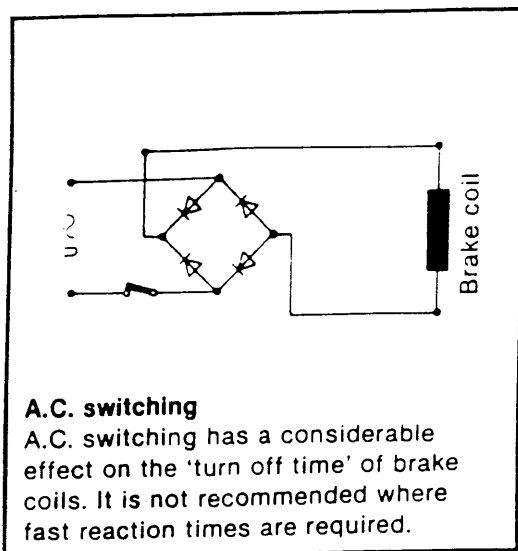 Brake coil
A.C. switching
A.C. switching has a considerable
effect on the ‘turn off time’ of brake
coils. It is not recommended where
fast reaction times are required.